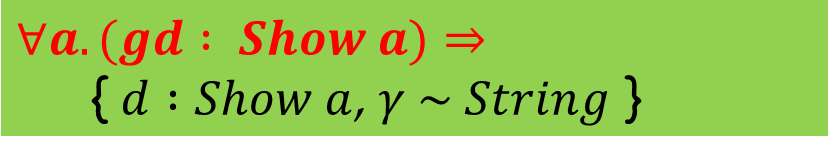 ∀a. (gd : Show a) ⇒
{ d : Show a, γ ~ String }